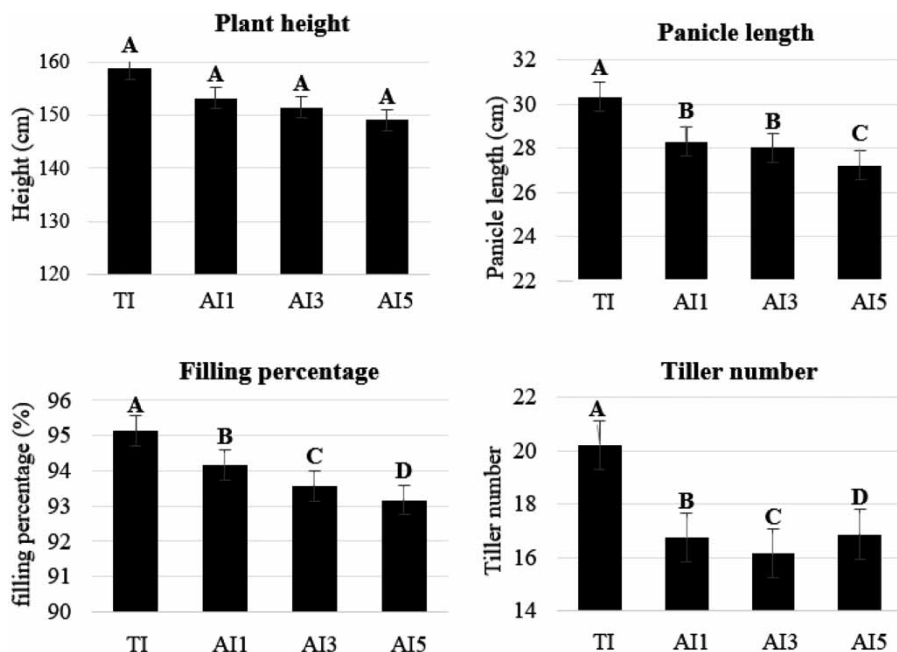 Plant height
Height (cm)
160
150
140
130
120
A
A
A
A
TI
AI1
AI3
AI5
Panicle length
Panicle length (cm)
32
30
28
26
24
22
A
B
B
C
TI
AI1
AI3
AI5
Filling percentage
filling percentage (%)
96
95
94
93
92
91
90
A
B
C
D
TI
AI1
AI3
AI5
Tiller number
Tiller number
22
20
18
16
14
A
B
C
D
TI
AI1
AI3
AI5